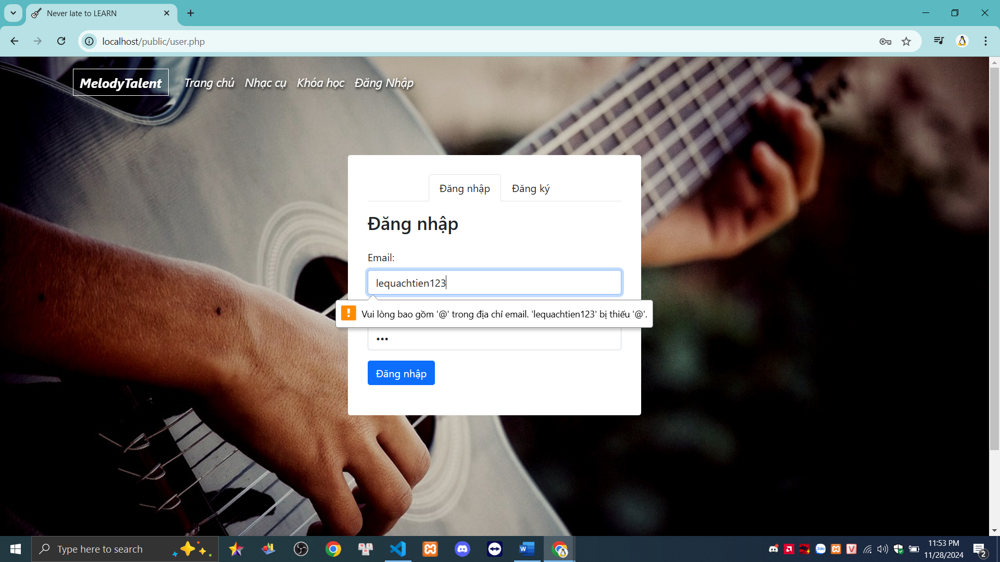 Never late to LEARN
localhost/public/user.php
MelodyTalent Trang chủ Nhạc cụ Khóa học Đăng Nhập
Đăng nhập Đăng ký
Đăng nhập
Email:
lequachtien123
Vui lòng bao gồm '@' trong địa chỉ email. 'lequachtien123' bị thiếu '@'.
•••
Đăng nhập
Type here to search
11:53 PM
11/28/2024
2